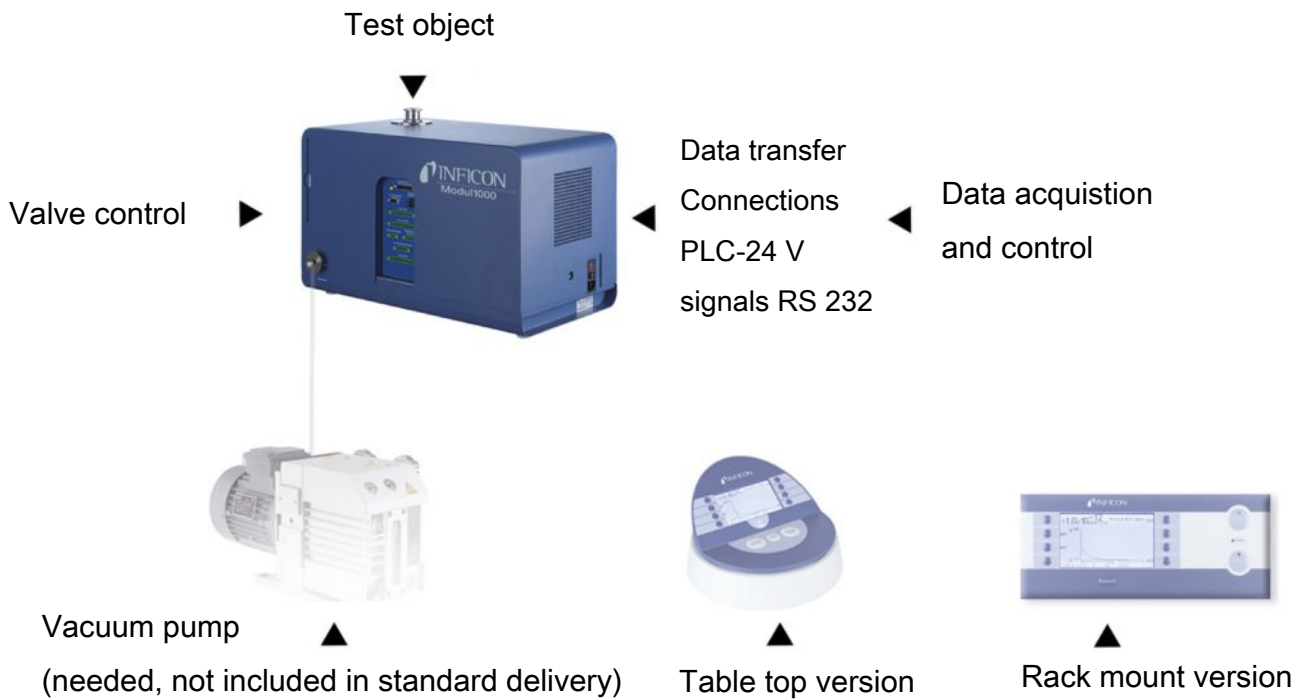 Test object
INFICON
Modul1000
Valve control
Data transfer
Connections
PLC-24 V
signals RS 232
Data acquistion
and control
INFICON
INFICON
Vacuum pump
(needed, not included in standard delivery)
Table top version
Rack mount version